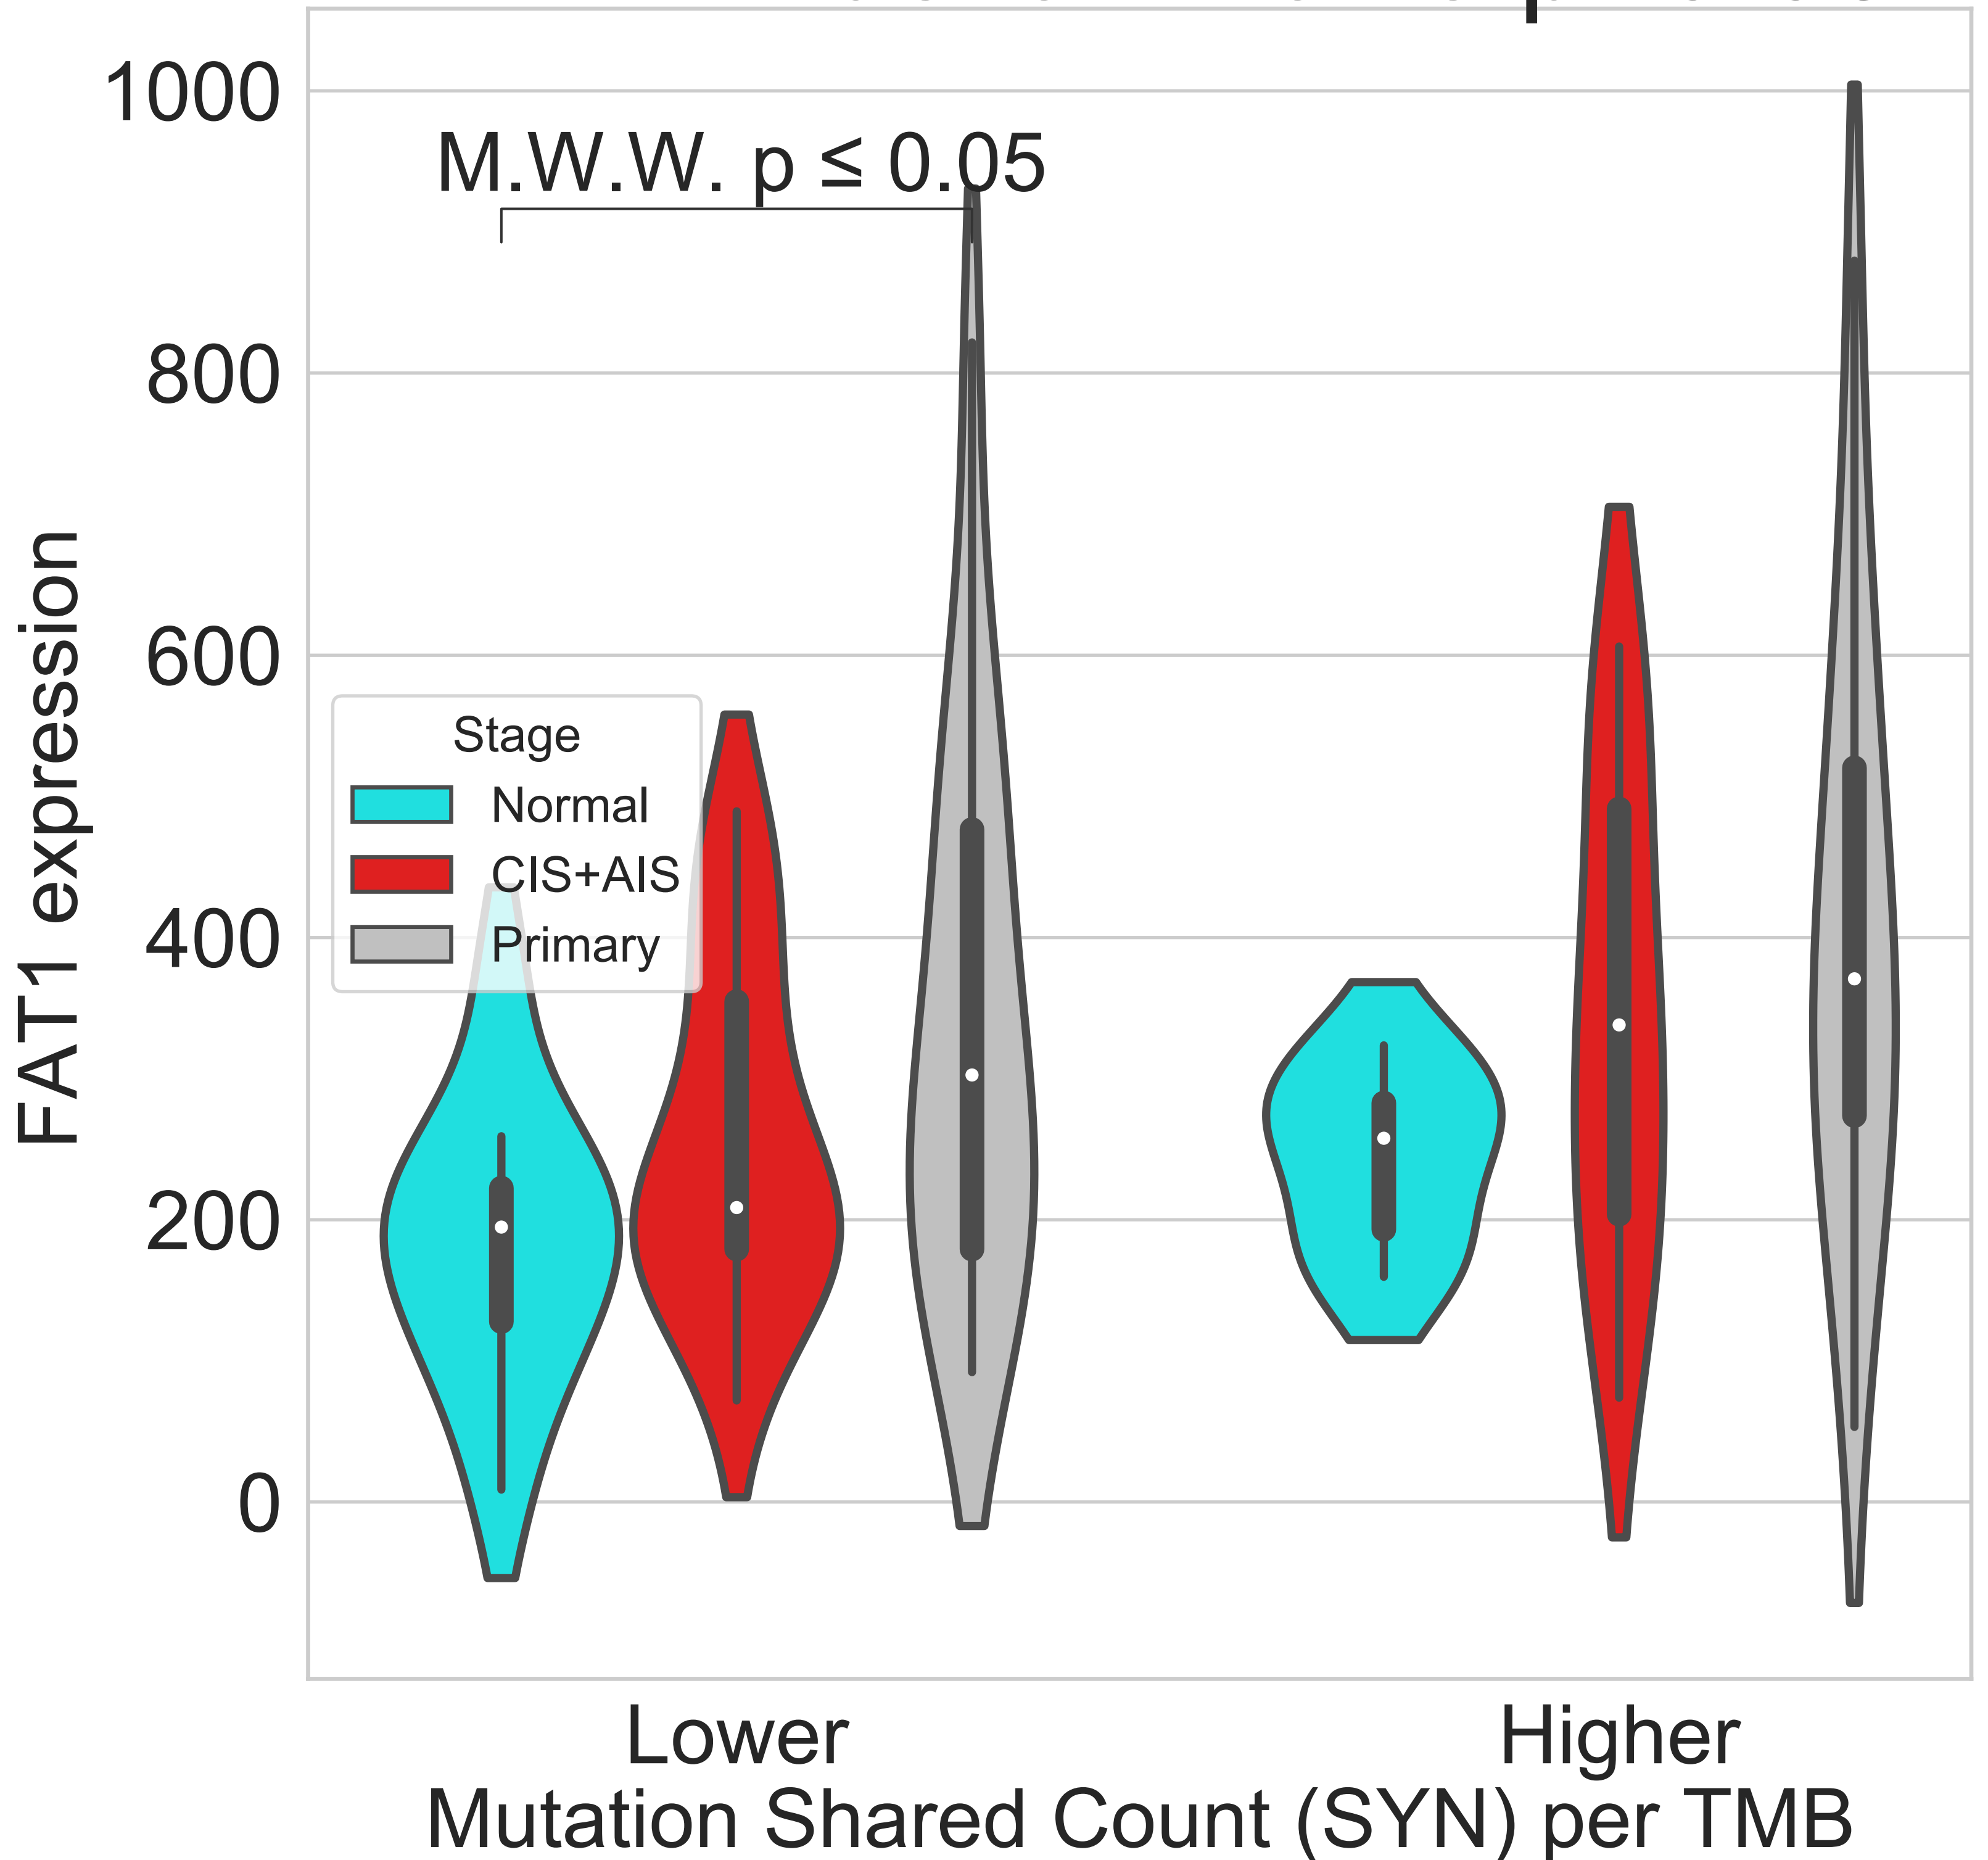 1000
M.W.W. p ≤ 0.05
800
600
Stage
Normal
CIS+AIS
Primary
400
200
0
FAT1 expression
Lower
Higher
Mutation Shared Count (SYN) per TMB